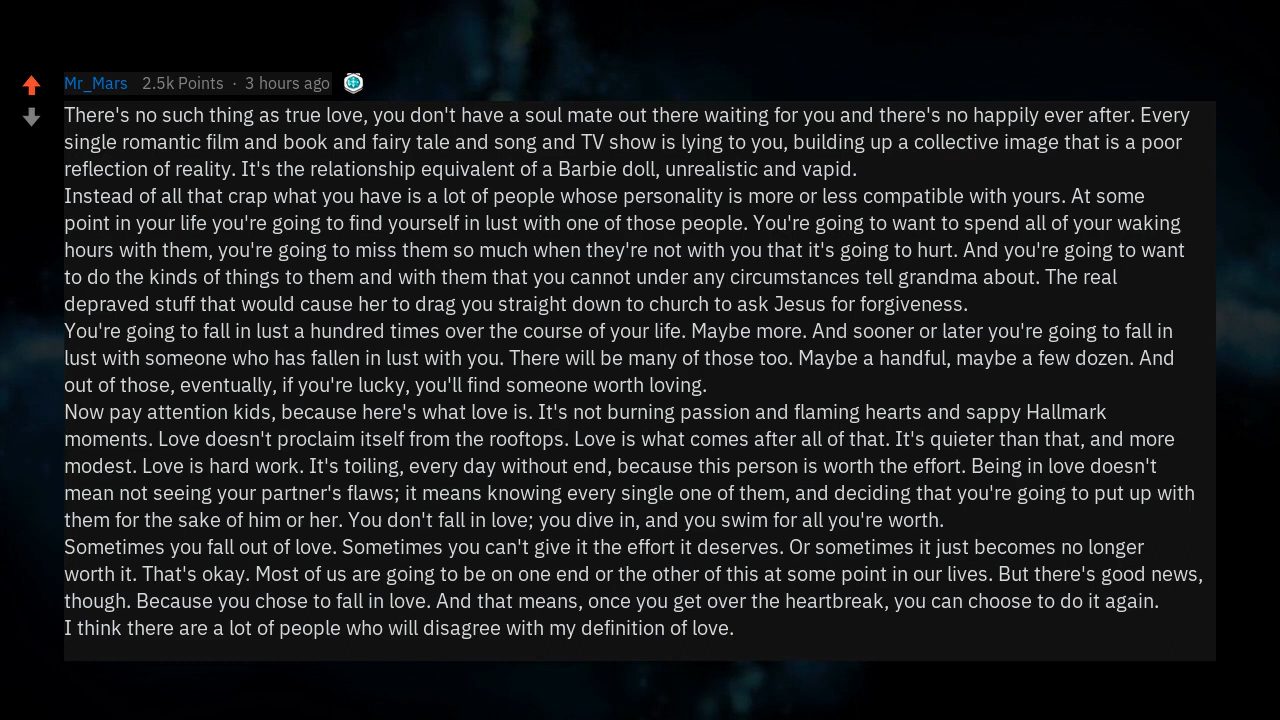 Mr_Mars 2.5k Points · 3 hours ago
There's no such thing as true love, you don't have a soul mate out there waiting for you and there's no happily ever after. Every
single romantic film and book and fairy tale and song and TV show is lying to you, building up a collective image that is a poor
reflection of reality. It's the relationship equivalent of a Barbie doll, unrealistic and vapid.
Instead of all that crap what you have is a lot of people whose personality is more or less compatible with yours. At some
point in your life you're going to find yourself in lust with one of those people. You're going to want to spend all of your waking
hours with them, you're going to miss them so much when they're not with you that it's going to hurt. And you're going to want
to do the kinds of things to them and with them that you cannot under any circumstances tell grandma about. The real
depraved stuff that would cause her to drag you straight down to church to ask Jesus for forgiveness.
You're going to fall in lust a hundred times over the course of your life. Maybe more. And sooner or later you're going to fall in
lust with someone who has fallen in lust with you. There will be many of those too. Maybe a handful, maybe a few dozen. And
out of those, eventually, if you're lucky, you'll find someone worth loving.
Now pay attention kids, because here's what love is. It's not burning passion and flaming hearts and sappy Hallmark
moments. Love doesn't proclaim itself from the rooftops. Love is what comes after all of that. It's quieter than that, and more
modest. Love is hard work. It's toiling, every day without end, because this person is worth the effort. Being in love doesn't
mean not seeing your partner's flaws; it means knowing every single one of them, and deciding that you're going to put up with
them for the sake of him or her. You don't fall in love; you dive in, and you swim for all you're worth.
Sometimes you fall out of love. Sometimes you can't give it the effort it deserves. Or sometimes it just becomes no longer
worth it. That's okay. Most of us are going to be on one end or the other of this at some point in our lives. But there's good news,
though. Because you chose to fall in love. And that means, once you get over the heartbreak, you can choose to do it again.
I think there are a lot of people who will disagree with my definition of love.